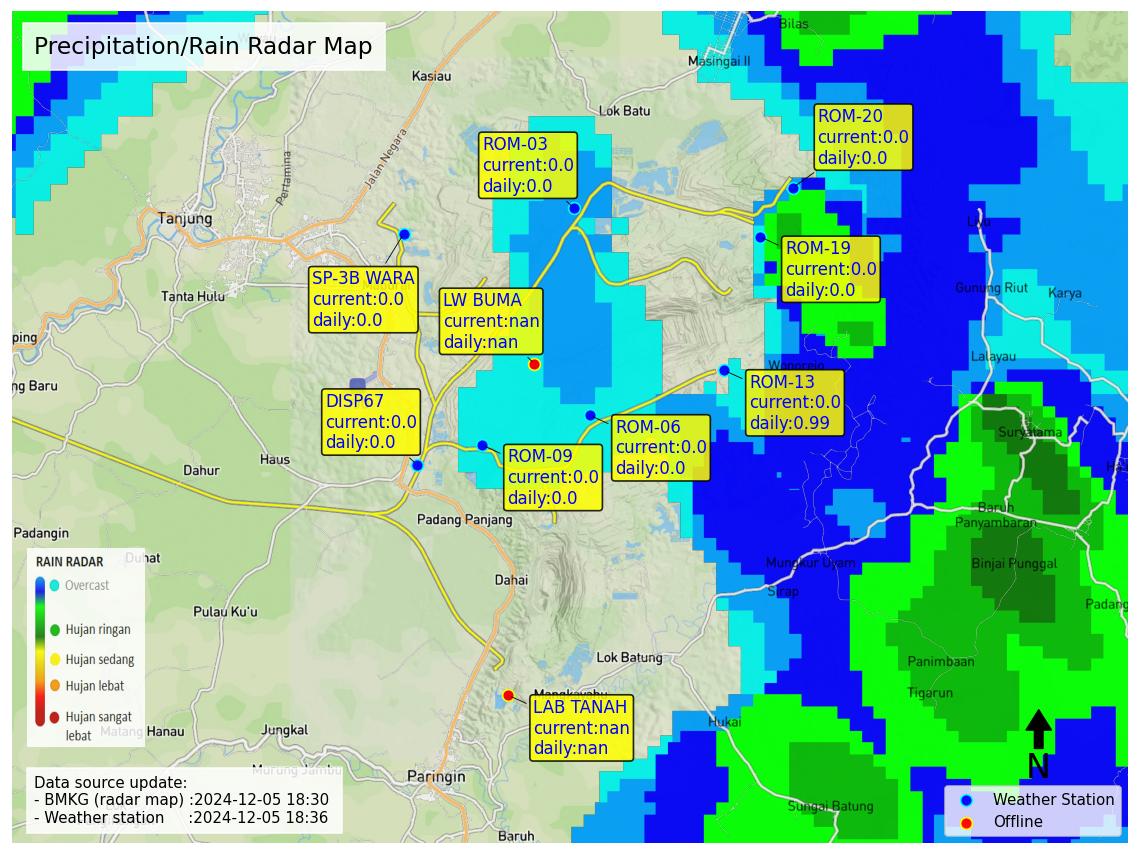 Precipitation/Rain Radar Map
Bilas
Masingai II
Kasiau
Lok Batu
Jalan Negara
Pertamina
Tanjung
Tanta Hulu
ROM-20
current:0.0
daily:0.0
ROM-03
current:0.0
daily:0.0
ROM-19
current:0.0
daily:0.0
SP-3B WARA
current:0.0
daily:0.0
LW BUMA
current:nan
daily:nan
Gunung Riut
Karya
Lalayau
ping
ng Baru
ROM-13
current:0.0
daily:0.99
DISP67
current:0.0
daily:0.0
ROM-06
current:0.0
daily:0.0
ROM-09
current:0.0
daily:0.0
Suryatama
Haus
Dahur
Padang Panjang
Baruh
Panyambaran
Padangin
Duhat
Mungkur Uyam
Binjai Punggal
Sirap
Dahai
Padang
Pulau Ku'u
Lok Batung
Panimbaan
Tigarun
Mangkayahu
LAB TANAH
current:nan
daily:nan
Hukai
Matang Hanau
Jungkal
Murung Jambu
Paringin
Sungai Batung
Baruh
RAIN RADAR
Overcast
Hujan ringan
Hujan sedang
Hujan lebat
Hujan sangat
lebat
Data source update:
- BMKG (radar map) :2024-12-05 18:30
- Weather station :2024-12-05 18:36
N
Weather Station
Offline